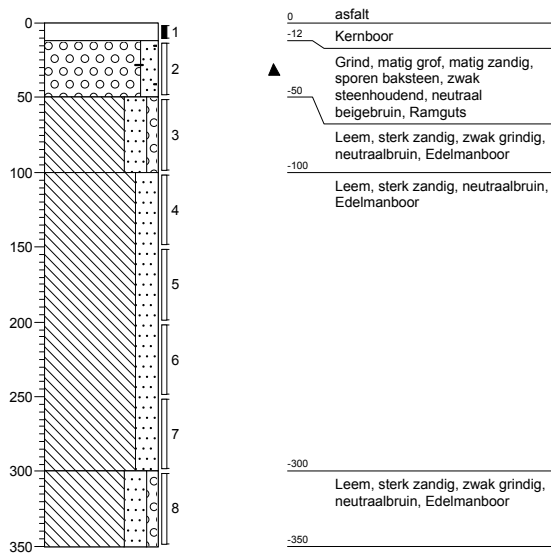 0
50
100
150
200
250
300
350
1
2
3
4
5
6
7
8
0 asfalt
-12 Kernboor
Grind, matig grof, matig zandig,
sporen baksteen, zwak
steenhoudend, neutraal
beigebruin, Ramguts
-50
Leem, sterk zandig, zwak grindig,
neutraalbruin, Edelmanboor
-100
Leem, sterk zandig, neutraalbruin,
Edelmanboor
-300
Leem, sterk zandig, zwak grindig,
neutraalbruin, Edelmanboor
-350